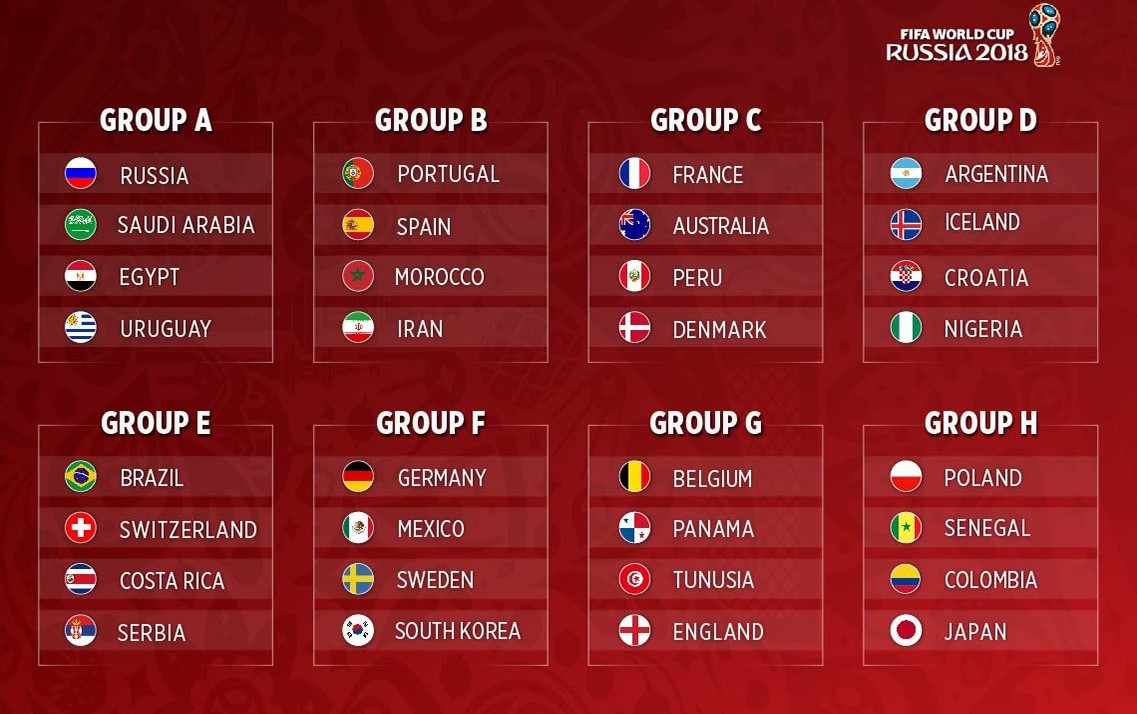 FIFA WORLD CUP
RUSSIA 2018
GROUP A
RUSSIA
SAUDI ARABIA
EGYPT
URUGUAY
GROUP B
PORTUGAL
SPAIN
MOROCCO
IRAN
GROUP C
FRANCE
AUSTRALIA
PERU
DENMARK
GROUP D
ARGENTINA
ICELAND
CROATIA
NIGERIA
GROUP E
BRAZIL
SWITZERLAND
COSTA RICA
SERBIA
GROUP F
GERMANY
MEXICO
SWEDEN
SOUTH KOREA
GROUP G
BELGIUM
PANAMA
TUNUSIA
ENGLAND
GROUP H
POLAND
SENEGAL
COLOMBIA
JAPAN